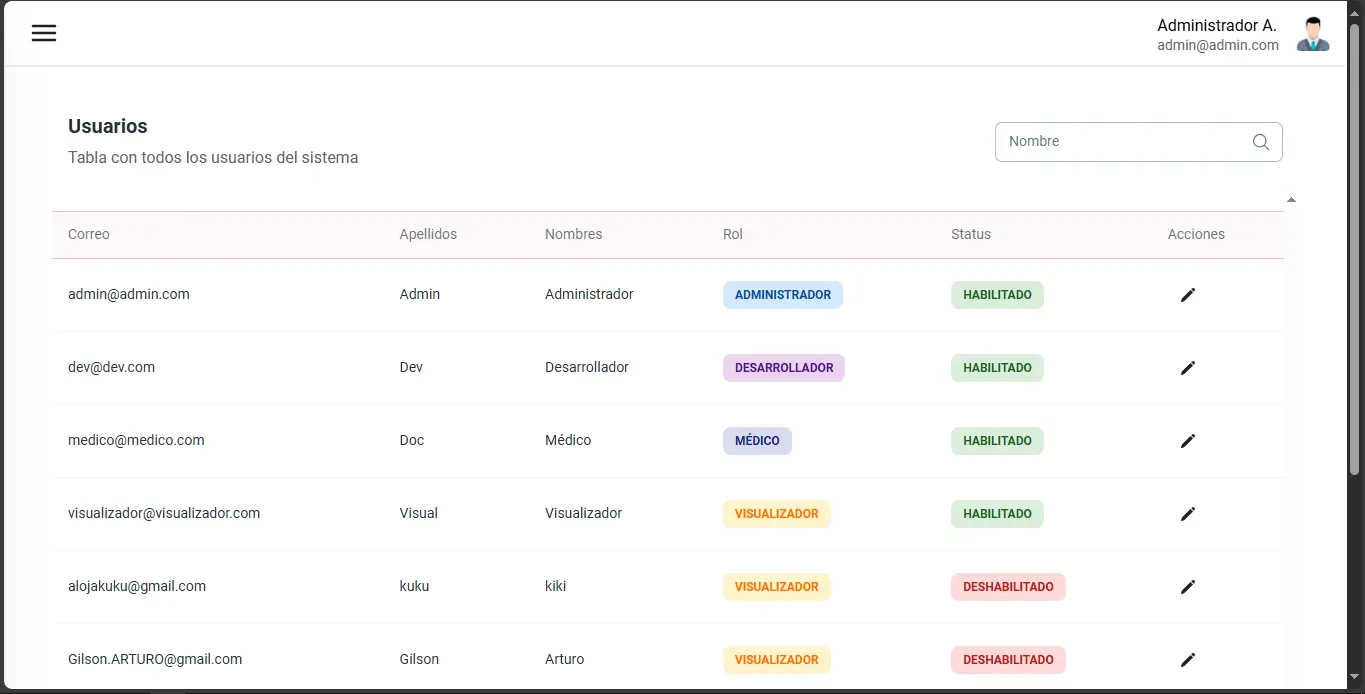 Administrador A.
admin@admin.com
Usuarios
Tabla con todos los usuarios del sistema
Nombre
Correo Apellidos Nombres Rol Status Acciones
admin@admin.com Admin Administrador ADMINISTRADOR HABILITADO
dev@dev.com Dev Desarrollador DESARROLLADOR HABILITADO
medico@medico.com Doc Médico MÉDICO HABILITADO
visualizador@visualizador.com Visual Visualizador VISUALIZADOR HABILITADO
alojakuku@gmail.com kuku kiki VISUALIZADOR DESHABILITADO
Gilson.ARTURO@gmail.com Gilson Arturo VISUALIZADOR DESHABILITADO